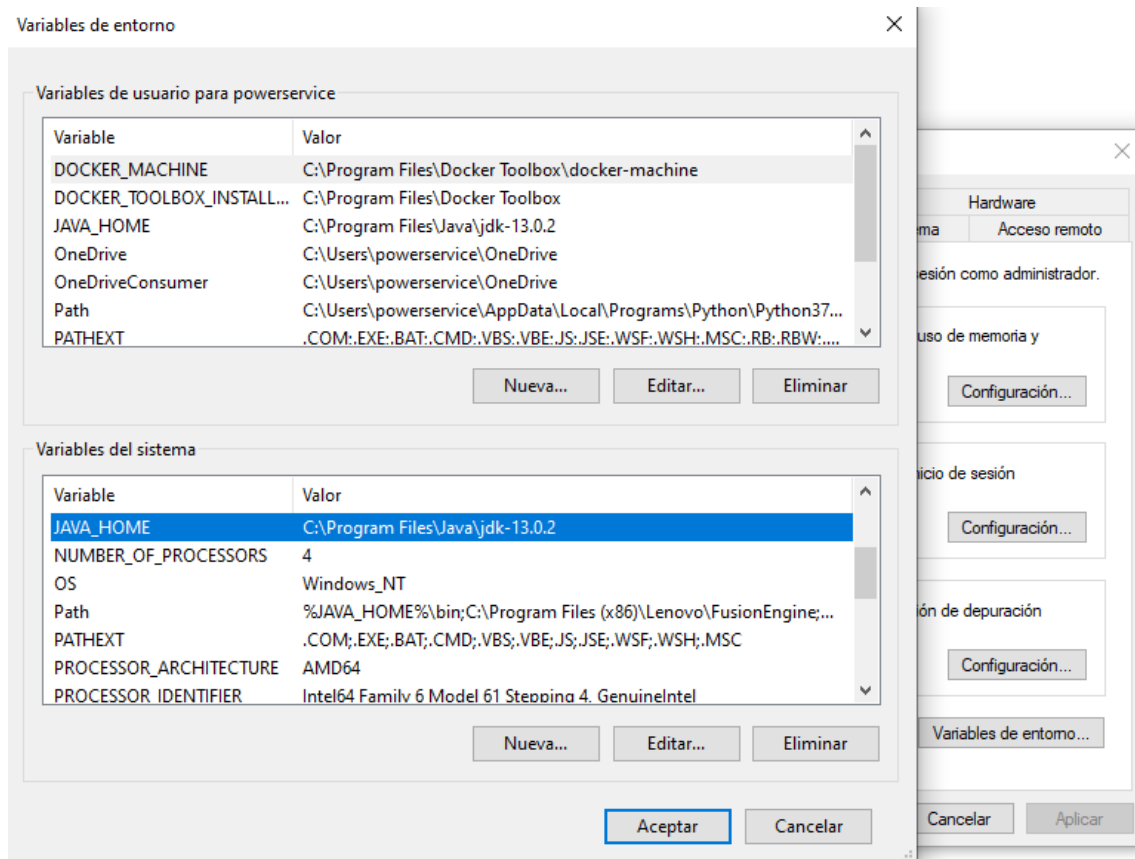 Variables de entorno
Variables de usuario para powerservice
Variable Valor
DOCKER_MACHINE C:\Program Files\Docker Toolbox\docker-machine
DOCKER_TOOLBOX_INSTALL... C:\Program Files\Docker Toolbox
JAVA_HOME C:\Program Files\Java\jdk-13.0.2
OneDrive C:\Users\powerservice\OneDrive
OneDriveConsumer C:\Users\powerservice\OneDrive
Path C:\Users\powerservice\AppData\Local\Programs\Python\Python37...
PATHEXT .COM;.EXE;.BAT;.CMD;.VBS;.VBE;.JS;.JSE;.WSF;.WSH;.MSC;.RB;.RBW;....
Nueva... Editar... Eliminar
Variables del sistema
Variable Valor
JAVA_HOME C:\Program Files\Java\jdk-13.0.2
NUMBER_OF_PROCESSORS 4
OS Windows_NT
Path %JAVA_HOME%\bin;C:\Program Files (x86)\Lenovo\FusionEngine;...
PATHEXT .COM;.EXE;.BAT;.CMD;.VBS;.VBE;.JS;.JSE;.WSF;.WSH;.MSC
PROCESSOR_ARCHITECTURE AMD64
PROCESSOR_IDENTIFIER Intel64 Family 6 Model 61 Stepping 4, GenuineIntel
Nueva... Editar... Eliminar
Aceptar Cancelar
Hardware
ma Acceso remoto
esión como administrador.
uso de memoria y
Configuración...
nicio de sesión
Configuración...
ión de depuración
Configuración...
Variables de entorno...
Cancelar Aplicar